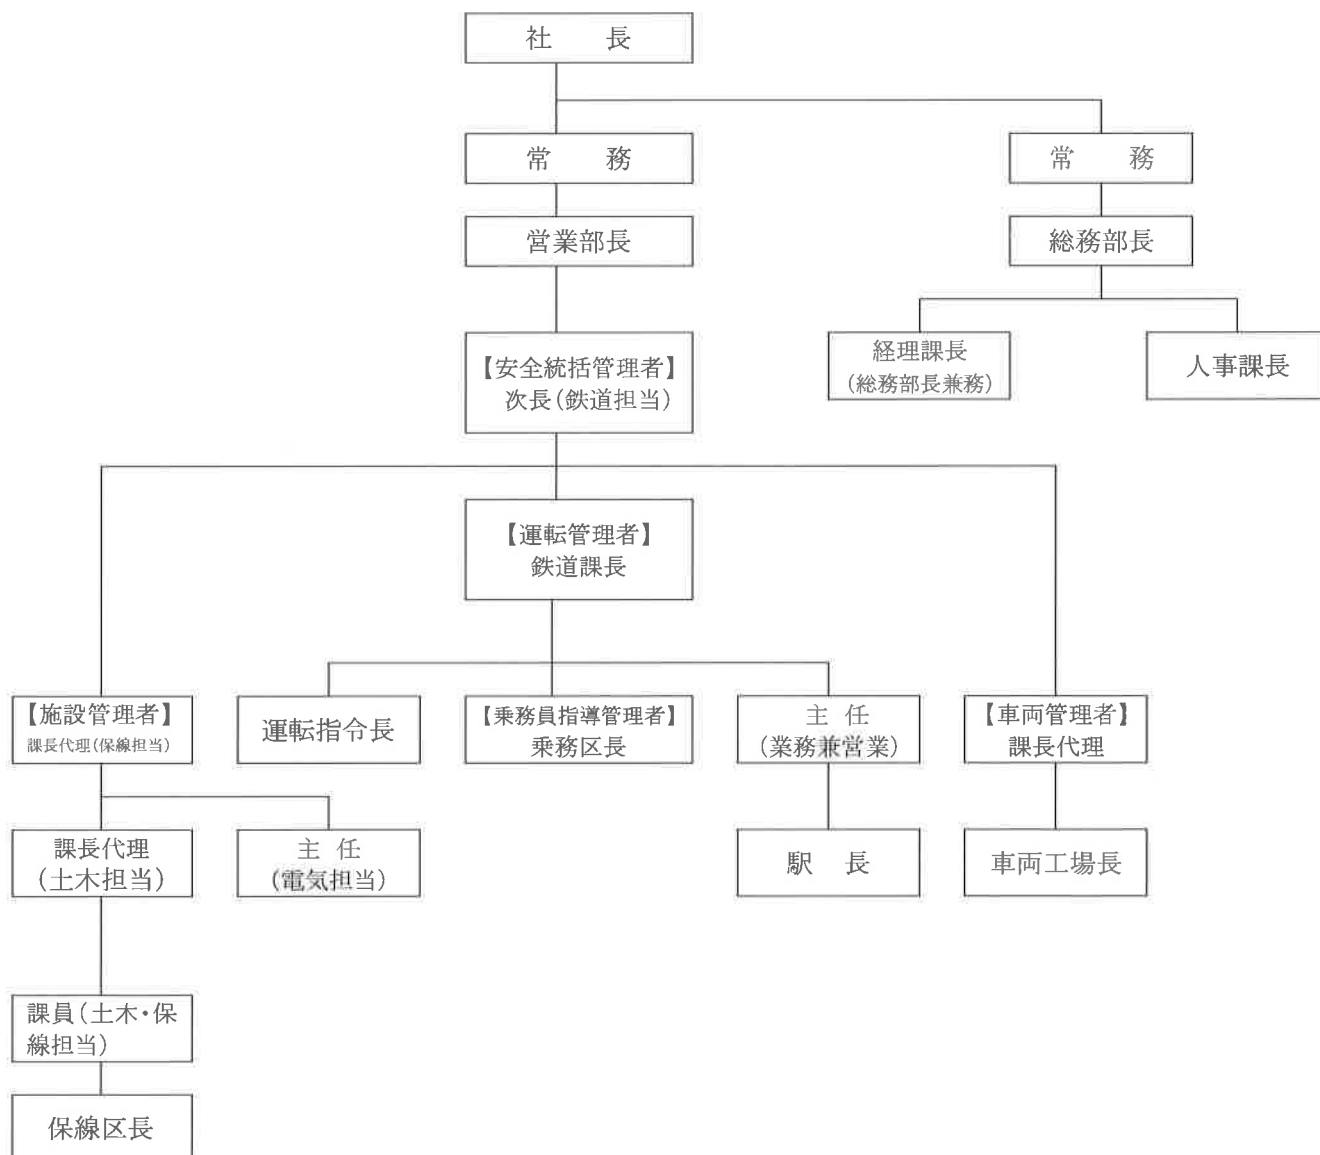 社　　長
常　　務
常　　務
営業部長
総務部長
【安全統括管理者】
次長(鉄道担当)
経理課長
(総務部長兼務)
人事課長
【運転管理者】
鉄道課長
【施設管理者】
課長代理(保線担当)
運転指令長
【乗務員指導管理者】
乗務区長
主 任
(業務兼営業)
【車両管理者】
課長代理
課長代理
(土木担当)
主 任
(電気担当)
駅　長
車両工場長
課員(土木・保
線担当)
保線区長